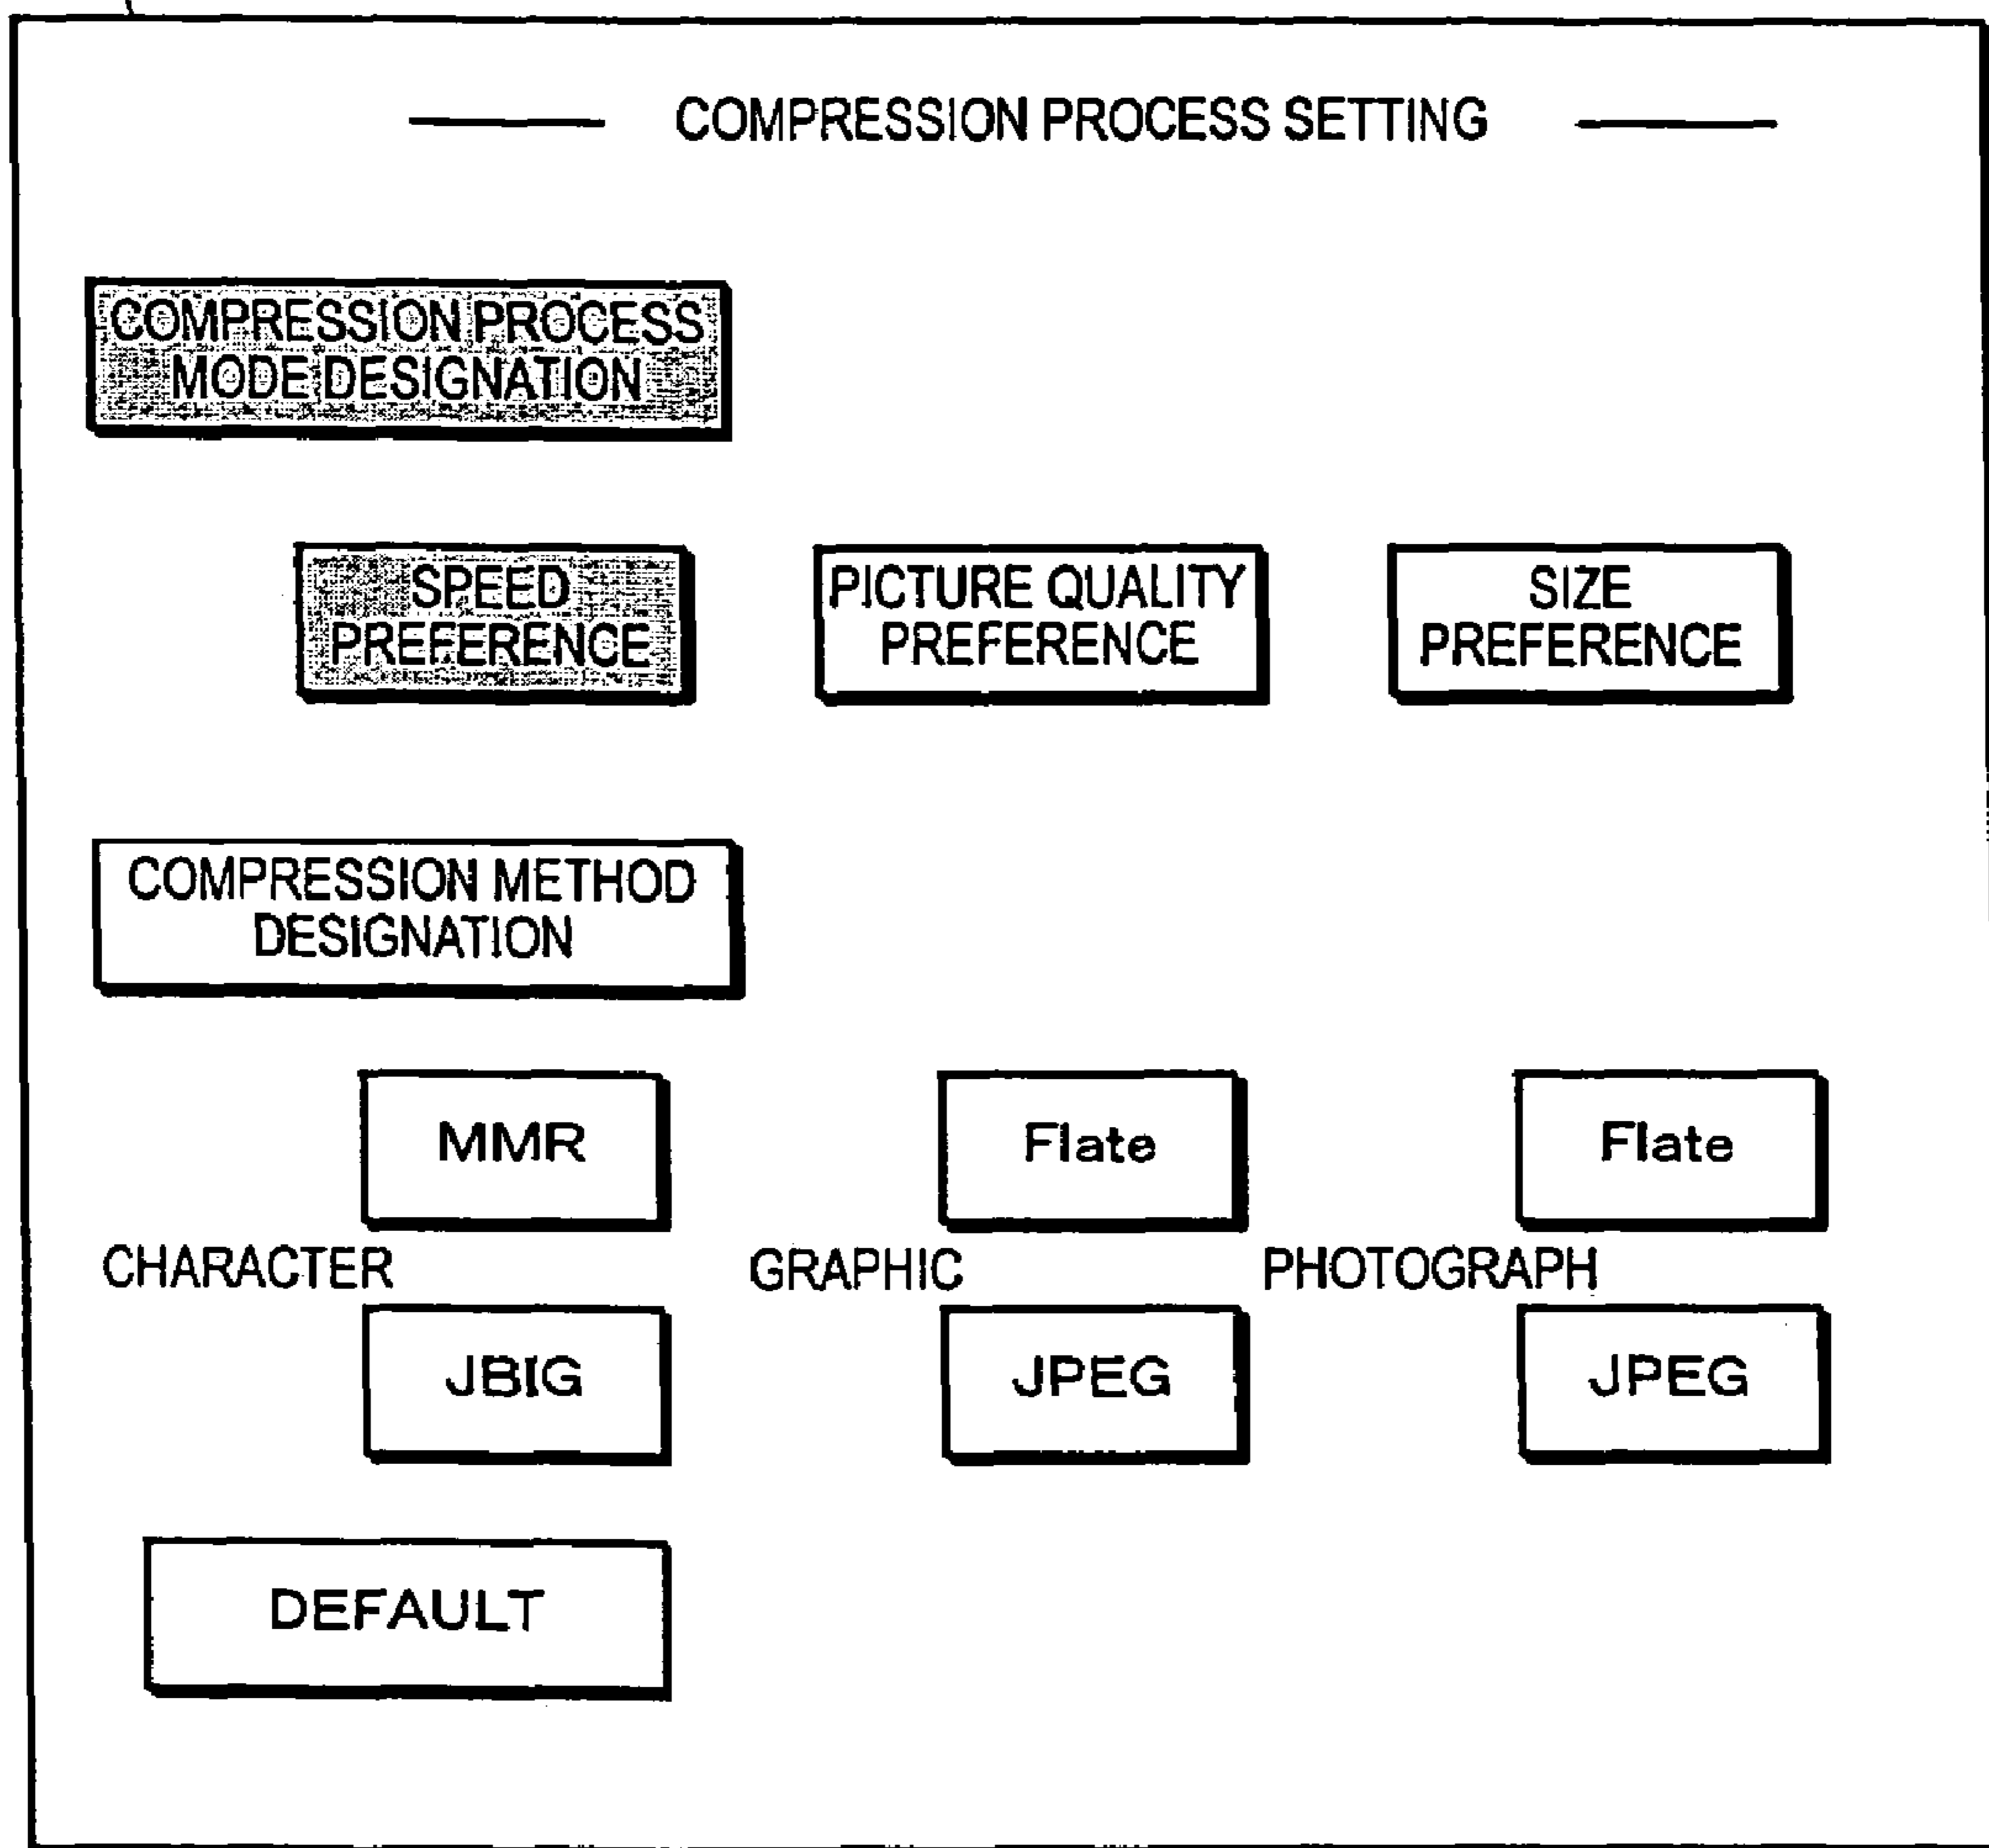 COMPRESSION PROCESS SETTING
COMPRESSION PROCESS
MODE DESIGNATION
SPEED
PREFERENCE
PICTURE QUALITY
PREFERENCE
SIZE
PREFERENCE
COMPRESSION METHOD
DESIGNATION
MMR
Flate
Flate
CHARACTER
GRAPHIC
PHOTOGRAPH
JBIG
JPEG
JPEG
DEFAULT